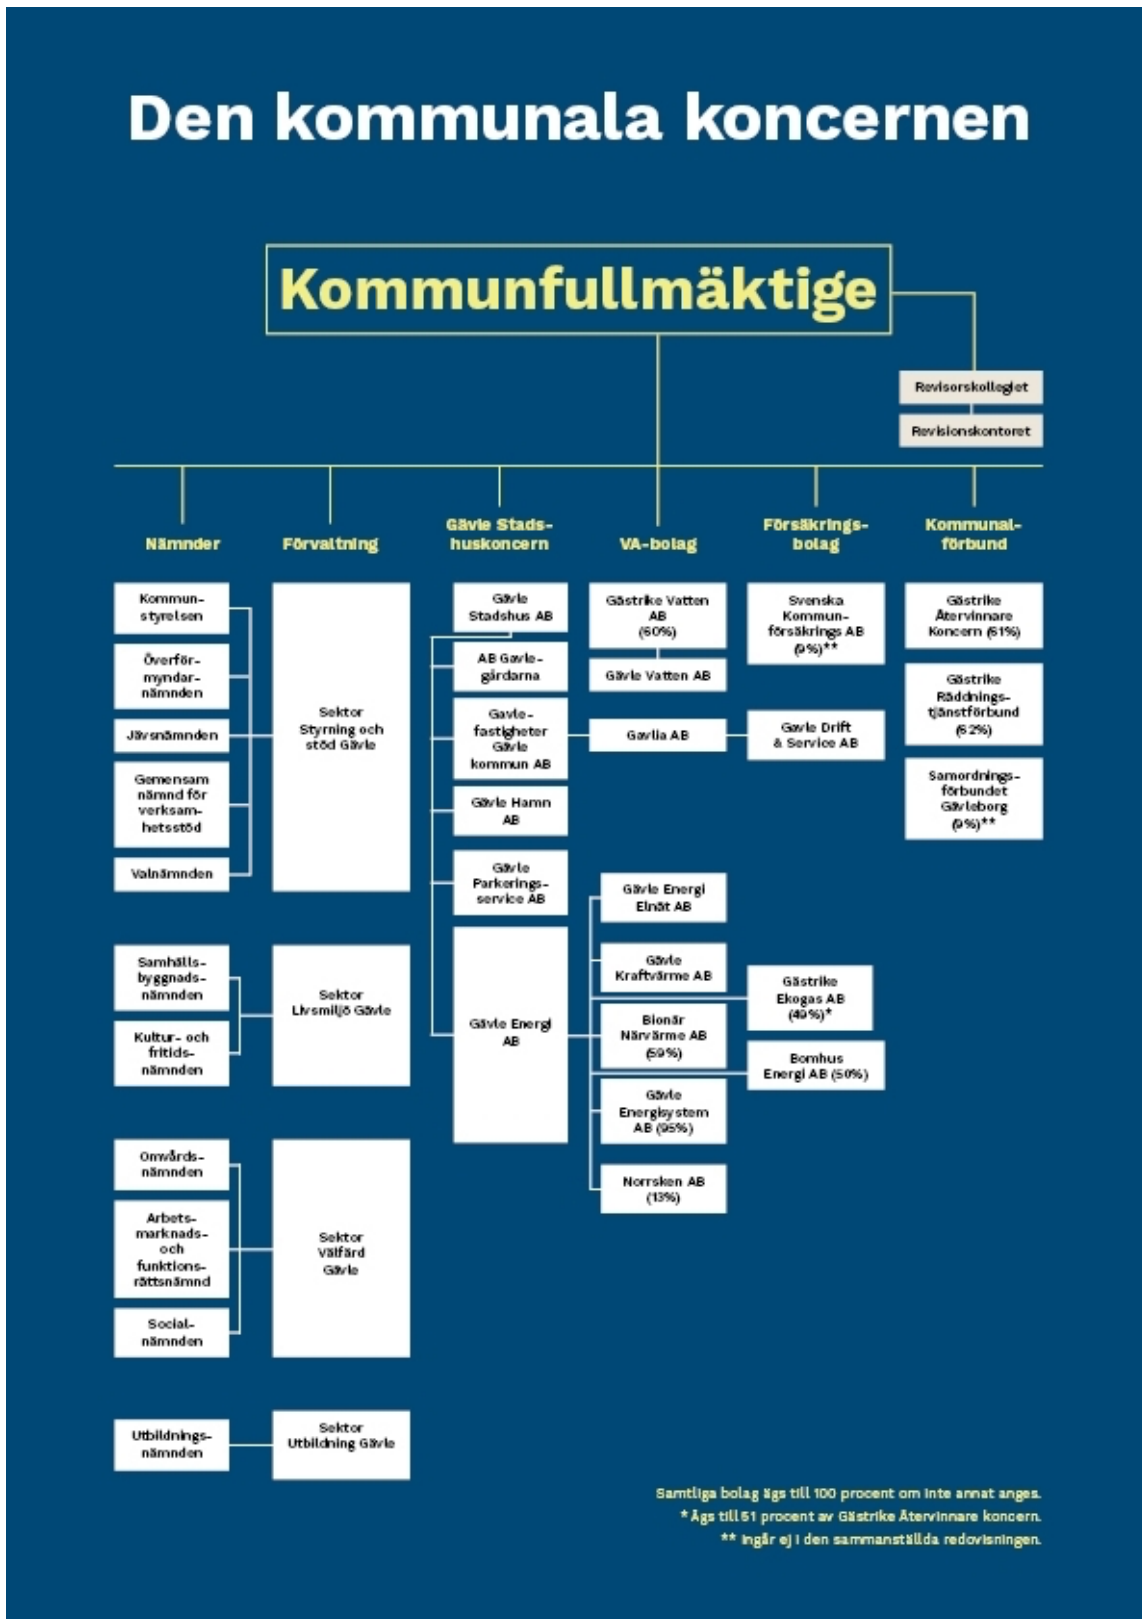 Den kommunala koncernen
Kommunfullmäktige
Revisorskollegiet
Revisionskontoret
Nämnder
Förvaltning
Gävle Stads-
huskoncern
VA-bolag
Försäkrings-
bolag
Kommunal-
förbund
Kommun-
styrelsen
Överför-
myndar-
nämnden
Jävsnämnden
Gemensam
nämnd för
verksam-
hetsstöd
Valnämnden
Sektor
Styrning och
stöd Gävle
Samhälls-
byggnads-
nämnden
Kultur- och
fritids-
nämnden
Sektor
Livsmiljö Gävle
Omvårds-
nämnden
Arbets-
marknads-
och
funktions-
rättsnämnd
Social-
nämnden
Sektor
Välfärd
Gävle
Utbildnings-
nämnden
Sektor
Utbildning Gävle
Gävle
Stadshus AB
AB Gavle-
gårdarna
Gavle-
fastigheter
Gävle
kommun AB
Gävle Hamn
AB
Gävle
Parkerings-
service AB
Gävle Energi
AB
Gästrike Vatten
AB
(60%)
Gävle Vatten AB
Gavlia AB
Gävle Energi
Elnät AB
Gävle
Kraftvärme AB
Bionär
Närvärme AB
(59%)
Gävle
Energisystem
AB (95%)
Norrsken AB
(13%)
Svenska
Kommun-
försäkrings AB
(9%)**
Gavle Drift
& Service AB
Gästrike
Ekogas AB
(49%)*
Bomhus
Energi AB (50%)
Gästrike
Återvinnare
Koncern (61%)
Gästrike
Räddnings-
tjänstförbund
(62%)
Samordnings-
förbundet
Gävleborg
(9%)**
Samtliga bolag ägs till 100 procent om inte annat anges.
* Ägs till 51 procent av Gästrike Återvinnare koncern.
** Ingår ej i den sammanställda redovisningen.